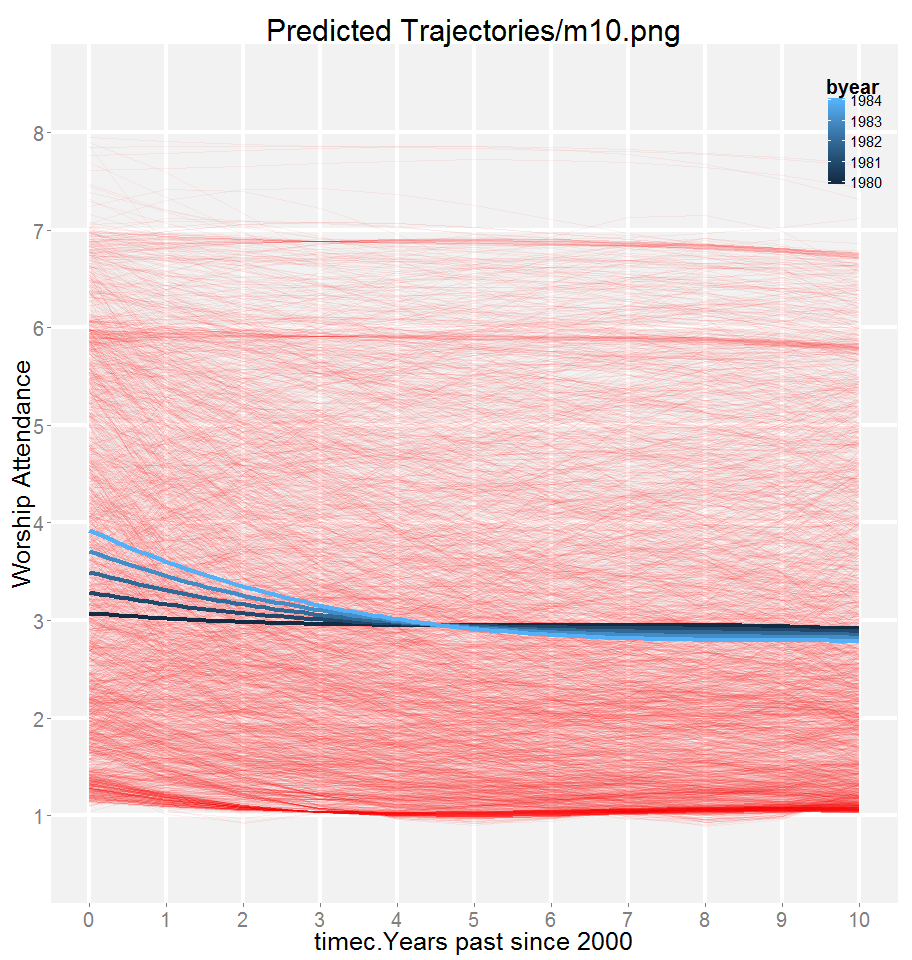 Predicted Trajectories/m10.png
byear
1984
1983
1982
1981
1980
Worship Attendance
8
7
6
5
4
3
2
1
0 1 2 3 4 5 6 7 8 9 10
timec.Years past since 2000